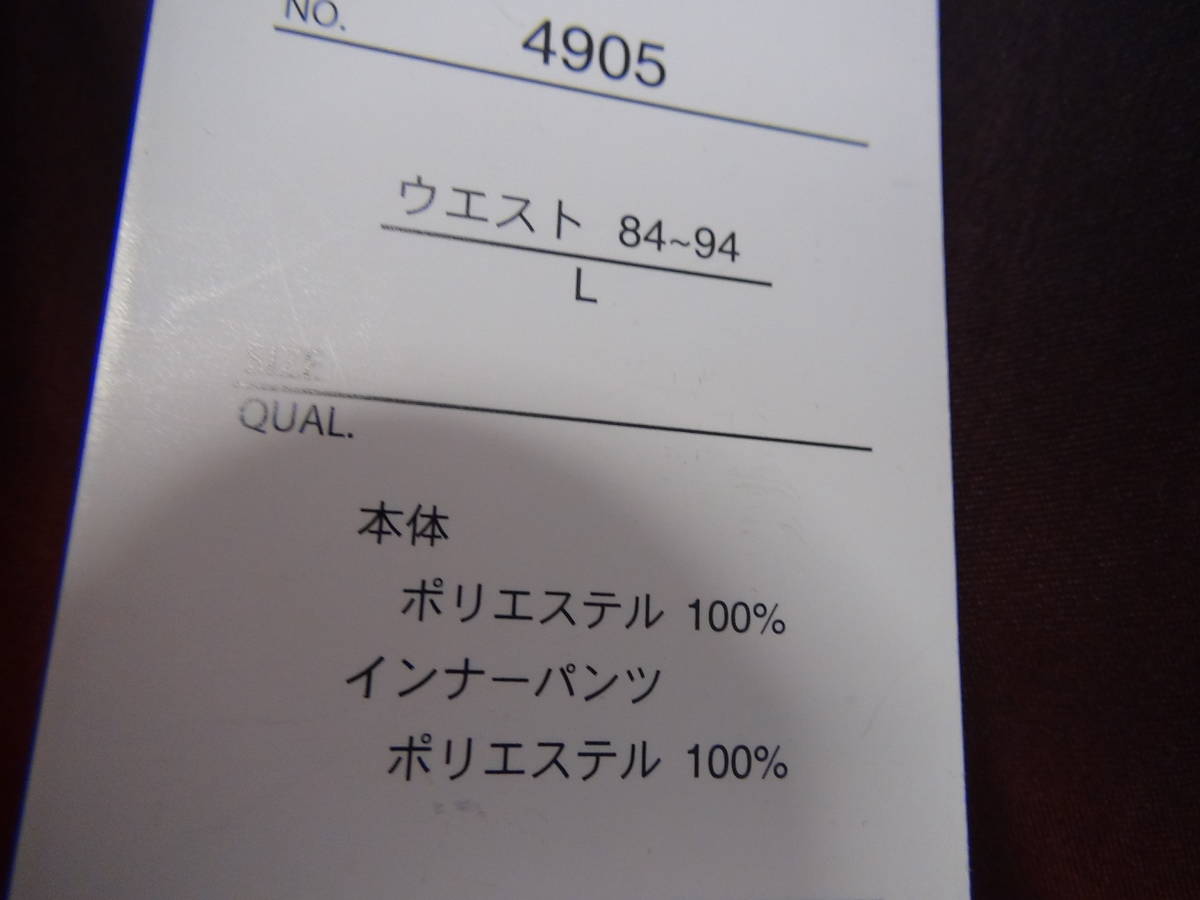 NO. 4905
ウエスト 84~94
L
SIZE
QUAL.
本体
ポリエステル 100%
インナーパンツ
ポリエステル 100%